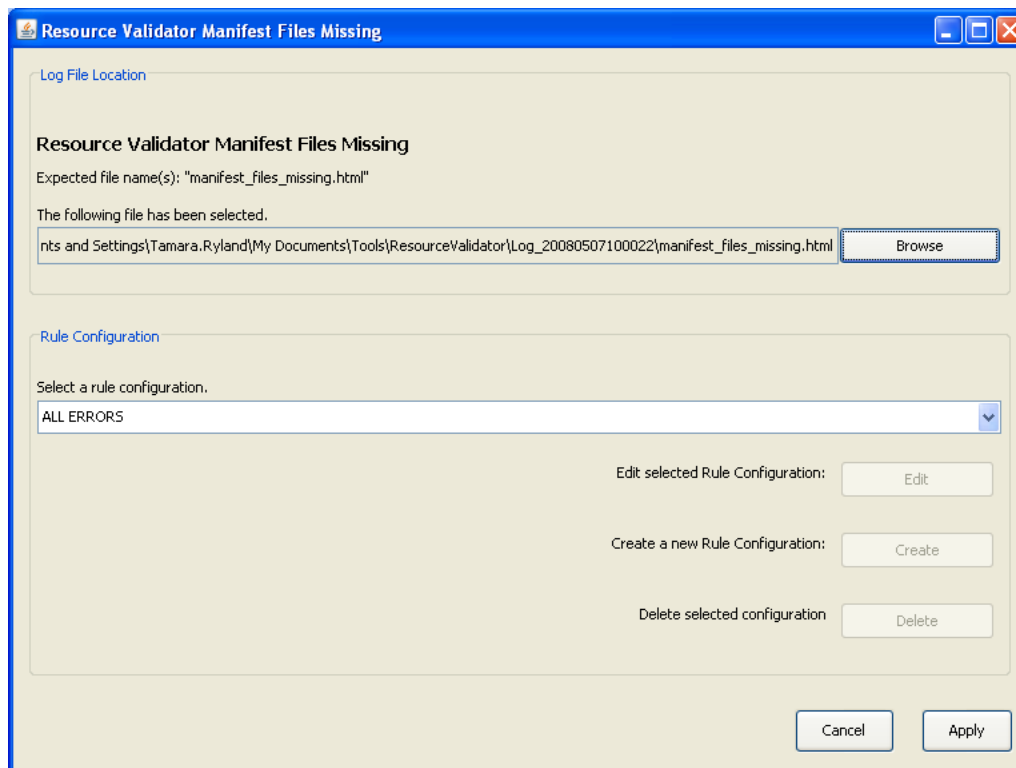 Resource Validator Manifest Files Missing
Log File Location
Resource Validator Manifest Files Missing
Expected file name(s): "manifest_files_missing.html"
The following file has been selected.
nts and Settings\Tamara.Ryland\My Documents\Tools\ResourceValidator\Log_20080507100022\manifest_files_missing.html Browse
Rule Configuration
Select a rule configuration.
ALL ERRORS
Edit selected Rule Configuration: Edit
Create a new Rule Configuration: Create
Delete selected configuration Delete
Cancel Apply